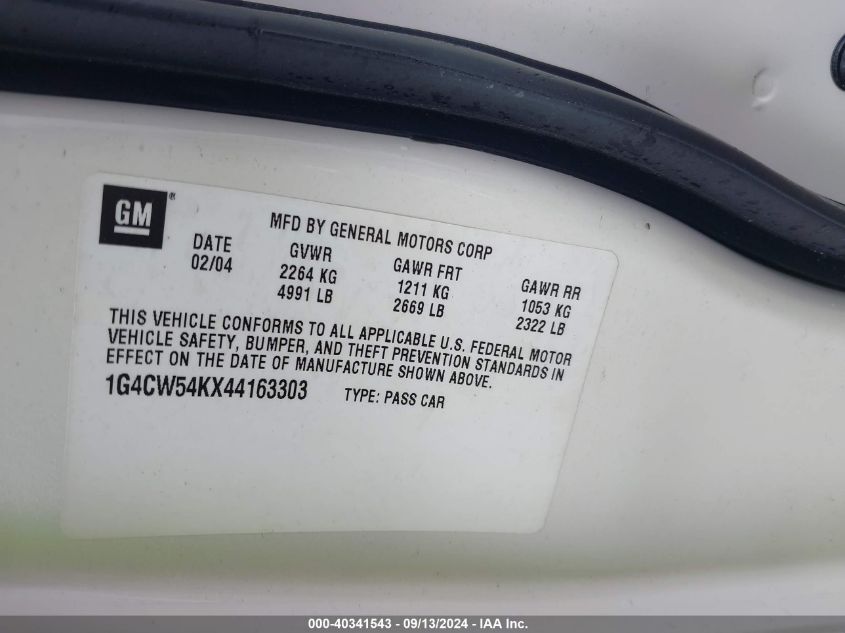 GM®
MFD BY GENERAL MOTORS CORP
DATE GVWR GAWR FRT GAWR RR
02/04 2264 KG 1211 KG 1053 KG
4991 LB 2669 LB 2322 LB
THIS VEHICLE CONFORMS TO ALL APPLICABLE U.S. FEDERAL MOTOR
VEHICLE SAFETY, BUMPER, AND THEFT PREVENTION STANDARDS IN
EFFECT ON THE DATE OF MANUFACTURE SHOWN ABOVE.
1G4CW54KX44163303 TYPE: PASS CAR
000-40341543 - 09/13/2024 - IAA Inc.